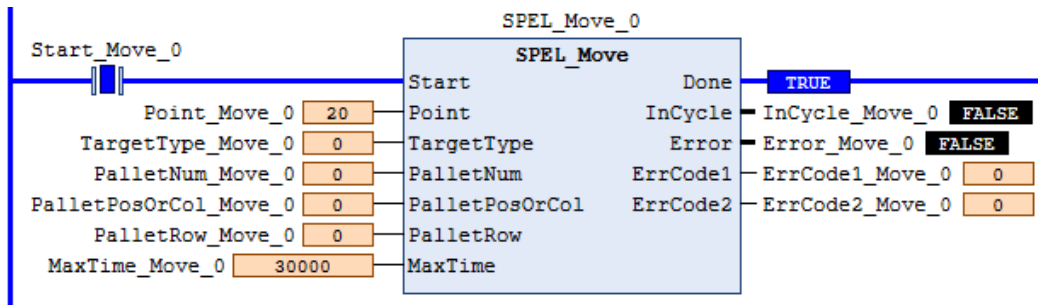 SPEL_Move_0
Start_Move_0
SPEL_Move
Start Done TRUE
Point_Move_0 20 Point InCycle InCycle_Move_0 FALSE
TargetType_Move_0 0 TargetType Error Error_Move_0 FALSE
PalletNum_Move_0 0 PalletNum ErrCode1 ErrCode1_Move_0 0
PalletPosOrCol_Move_0 0 PalletPosOrCol ErrCode2 ErrCode2_Move_0 0
PalletRow_Move_0 0 PalletRow
MaxTime_Move_0 30000 MaxTime